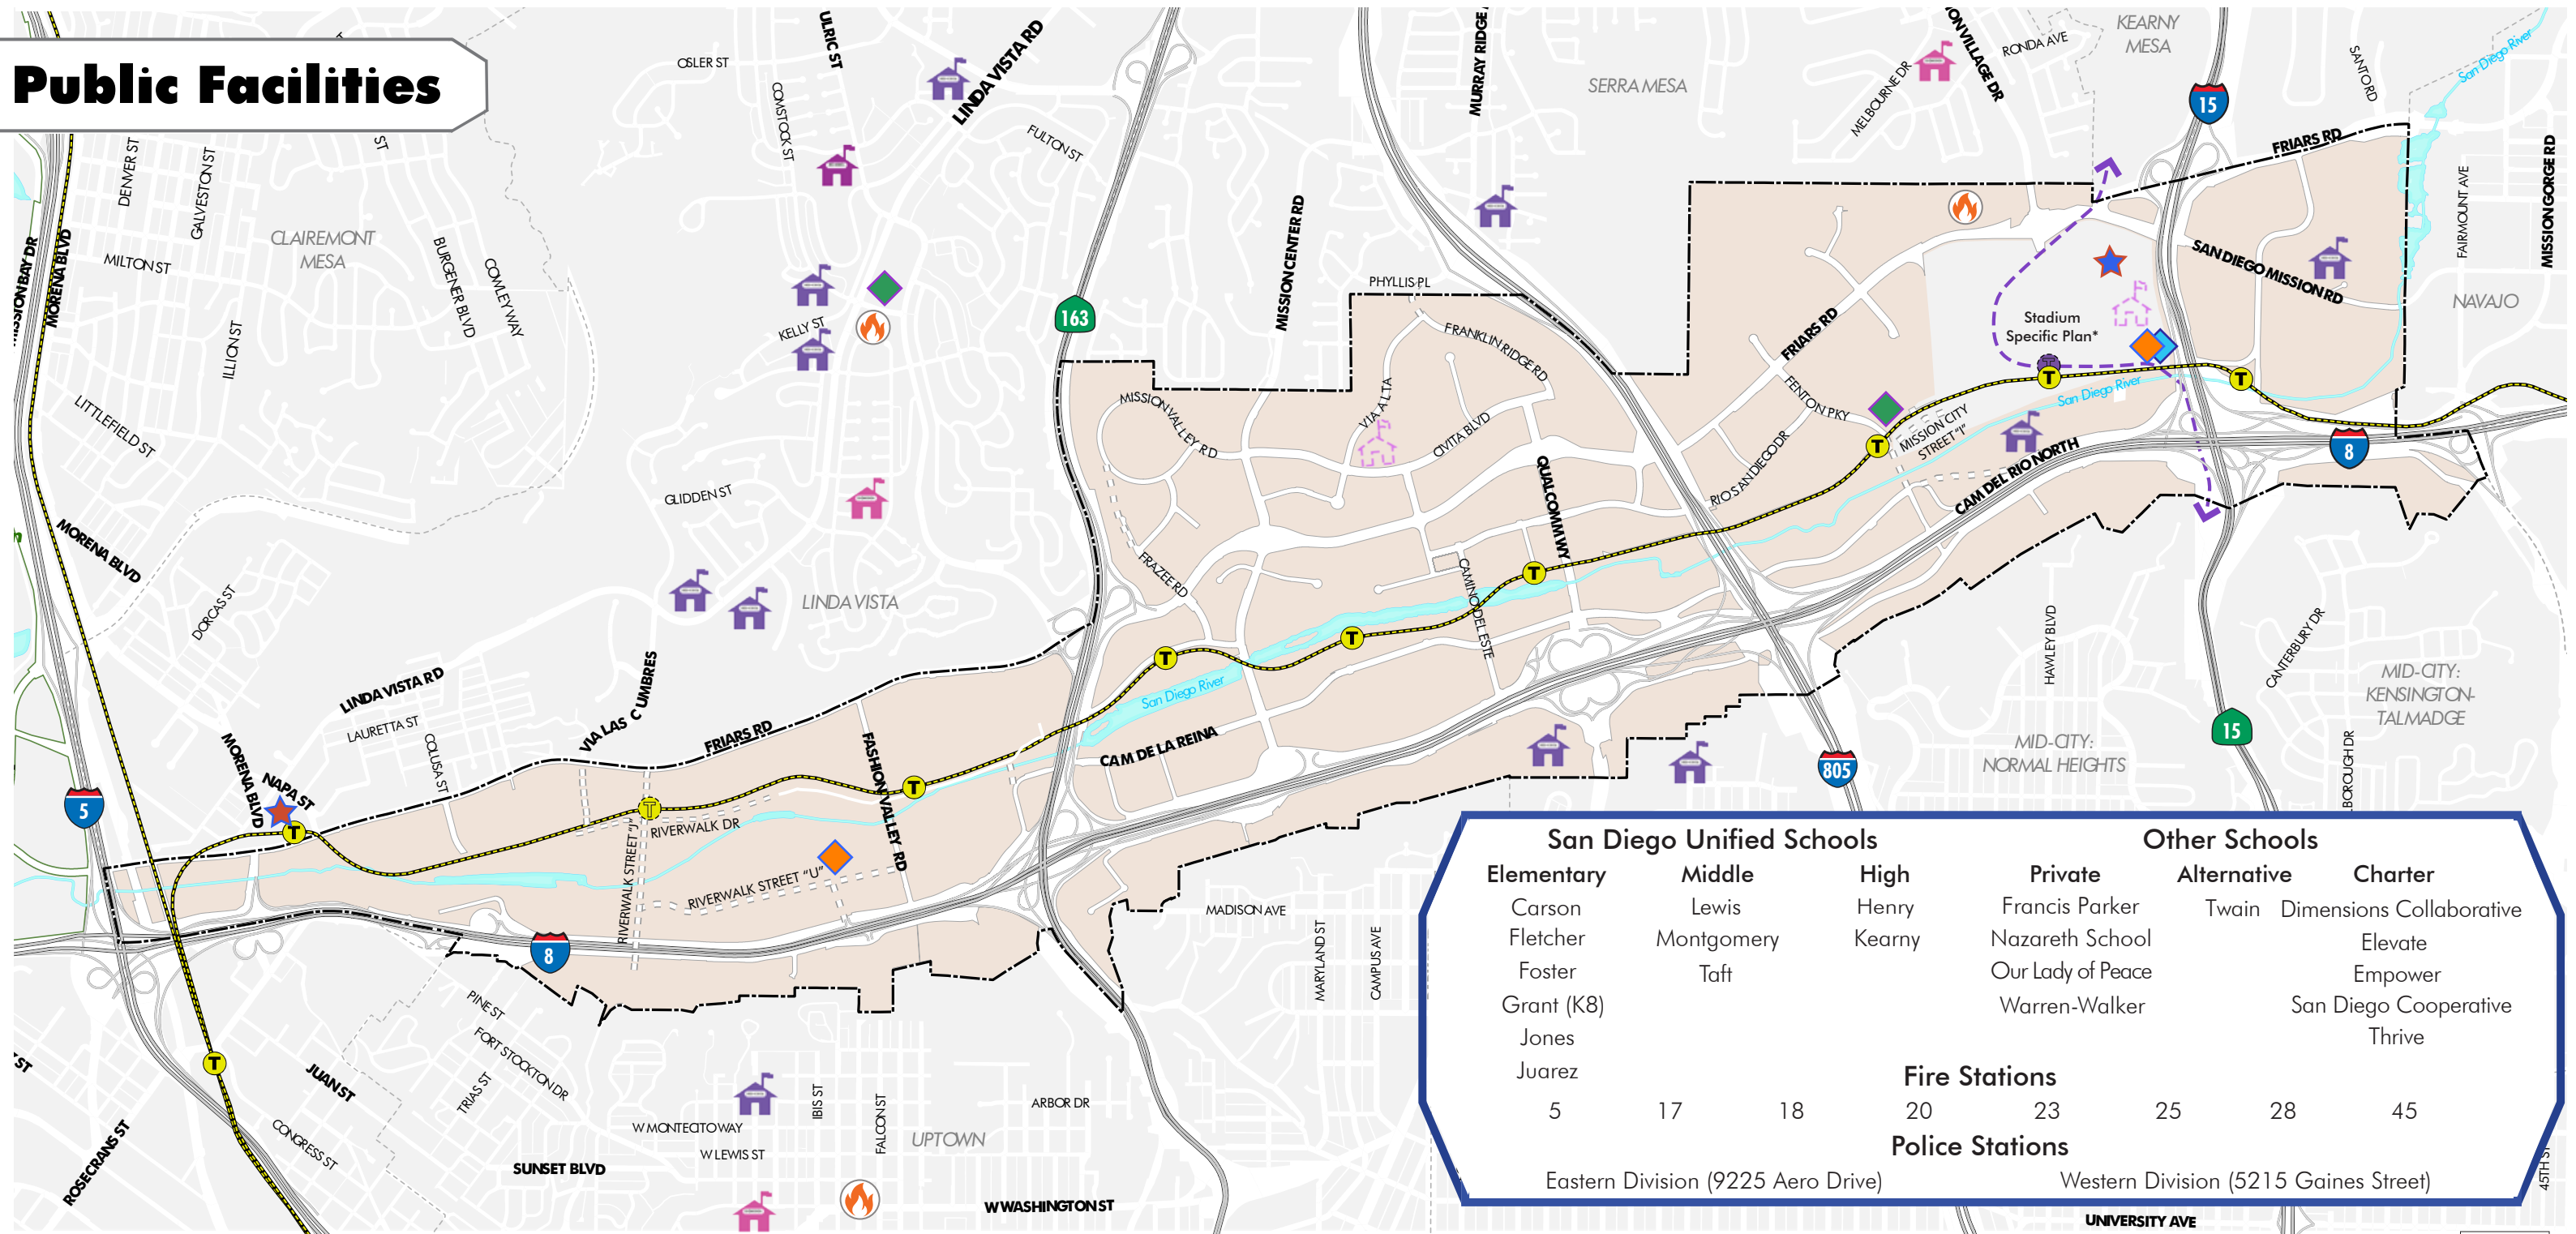 Public Facilities
OSLER ST
COMSTOCK ST
ULRIC ST
LINDA VISTA RD
FULTON ST
MURRAY RIDGE
SERRA MESA
MELBOURNE DR
RONDA AVE
KEARNY
MESA
15
SANTO RD
San Diego River
FRIARS RD
FAIRMOUNT AVE
MISSION GORGE RD
DENVER ST
GALVESTON ST
ST
CLAIREMONT
MESA
MILTON ST
BURGENER BLVD
COWLEY WAY
MORENA BLVD
ILLION ST
LITTLEFIELD ST
KELLY ST
163
MISSION CENTER RD
PHYLLIS PL
FRANKLIN RIDGE RD
FRIARS RD
Stadium
Specific Plan*
SAN DIEGO MISSION RD
NAVAJO
MISSION VALLEY RD
VIA ALTA
CIVITA BLVD
FENTON PKY
MISSION CITY
STREET "I"
San Diego River
RIO SAN DIEGO DR
CAM DEL RIO NORTH
8
QUALCOMM WY
GLIDDEN ST
MORENA BLVD
DORCAS ST
LINDA VISTA
FRAZEE RD
CAMINO DEL ESTE
HAWLEY BLVD
CANTERBURY DR
MID-CITY:
KENSINGTON-
TALMADGE
LINDA VISTA RD
LAURETTA ST
COLUSA ST
VIA LAS CUMBRES
FRIARS RD
San Diego River
CAM DE LA REINA
FASHION VALLEY RD
15
MID-CITY:
NORMAL HEIGHTS
805
5
MORENA BLVD
NAPA ST
RIVERWALK DR
RIVERWALK STREET "J"
RIVERWALK STREET "U"
8
MADISON AVE
MARYLAND ST
CAMPUS AVE
PINE ST
FORT STOCKTON DR
TRIAS ST
JUAN ST
CONGRESS ST
ROSECRANS ST
ST
IBIS ST
FALCON ST
W MONTECITO WAY
W LEWIS ST
SUNSET BLVD
UPTOWN
ARBOR DR
W WASHINGTON ST
UNIVERSITY AVE
San Diego Unified Schools Other Schools
Elementary Middle High Private Alternative Charter
Carson Lewis Henry Francis Parker Twain Dimensions Collaborative
Fletcher Montgomery Kearny Nazareth School Elevate
Foster Taft Our Lady of Peace Empower
Grant (K8) Warren-Walker San Diego Cooperative
Jones Thrive
Juarez
Fire Stations
5 17 18 20 23 25 28 45
Police Stations
Eastern Division (9225 Aero Drive) Western Division (5215 Gaines Street)